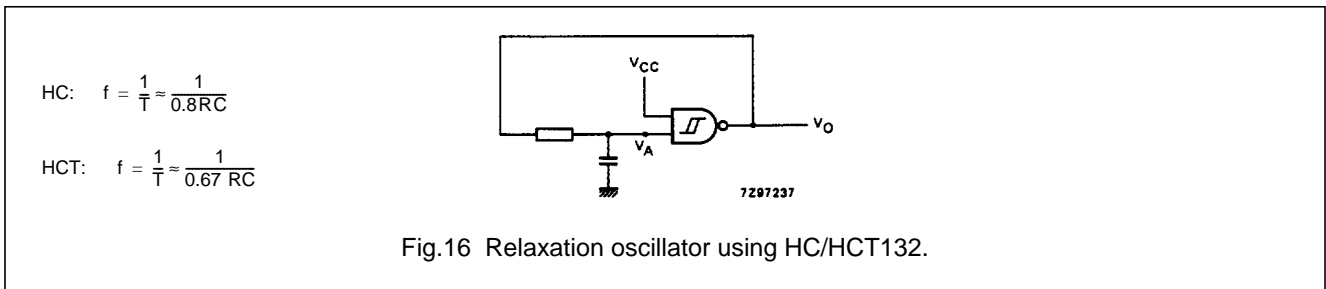 HC: f = 1/T ≈ 1/0.8RC
HCT: f = 1/T ≈ 1/0.67 RC
VCC
VA
VO
7Z97237
Fig.16 Relaxation oscillator using HC/HCT132.